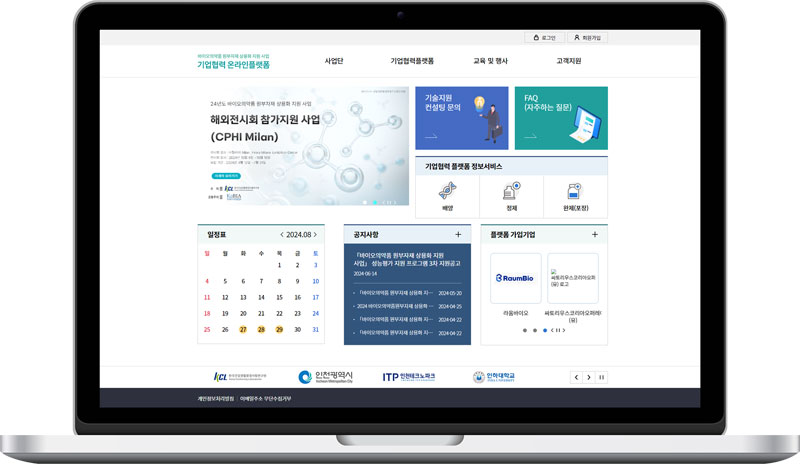 로그인
회원가입
바이오의약품 원부자재 상용화 지원 사업
기업협력 온라인플랫폼
사업단
기업협력플랫폼
교육 및 행사
고객지원
24년도 바이오의약품 원부자재 상용화 지원 사업
해외전시회 참가지원 사업
(CPHI Milan)
기술지원
컨설팅 문의
FAQ
(자주하는 질문)
기업협력 플랫폼 정보서비스
배양
정제
완제(포장)
일정표
2024.08
일 월 화 수 목 금 토
1 2 3
4 5 6 7 8 9 10
11 12 13 14 15 16 17
18 19 20 21 22 23 24
25 26 27 28 29 30 31
공지사항 +
「바이오의약품 원부자재 상용화 지원
사업」 성능평가 지원 프로그램 3차 지원공고
2024-06-14
「바이오의약품 원부자재 상용화 지… 2024-05-20
2024 바이오의약품원부자재 상용화 … 2024-04-25
「바이오의약품 원부자재 상용화 지… 2024-04-22
「바이오의약품 원부자재 상용화 지… 2024-04-22
플랫폼 가입기업 +
RaumBio
싸토리우스코리아오퍼
(유) 로고
라움바이오
싸토리우스코리아오퍼레이
(유)
KCL
인천광역시
Incheon Metropolitan City
ITP 인천테크노파크
인하대학교
INHA UNIVERSITY
개인정보처리방침 | 이메일주소 무단수집거부